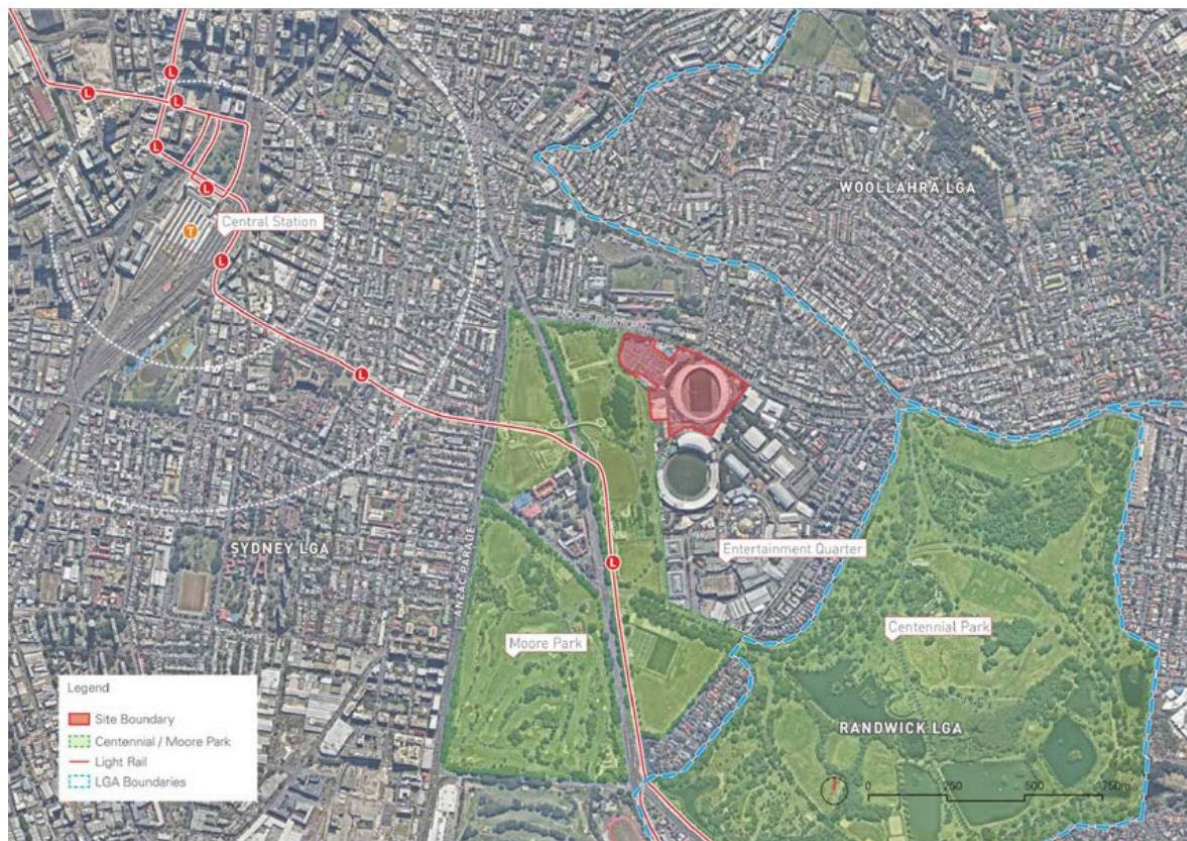 L
L
L
L
L
Central Station
T
L
WOOLLAHRA LGA
L
ANZAC PARADE
SYDNEY LGA
Entertainment Quarter
L
Centennial Park
Moore Park
RANDWICK LGA
Legend
Site Boundary
Centennial / Moore Park
Light Rail
LGA Boundaries
0 250 500 750m